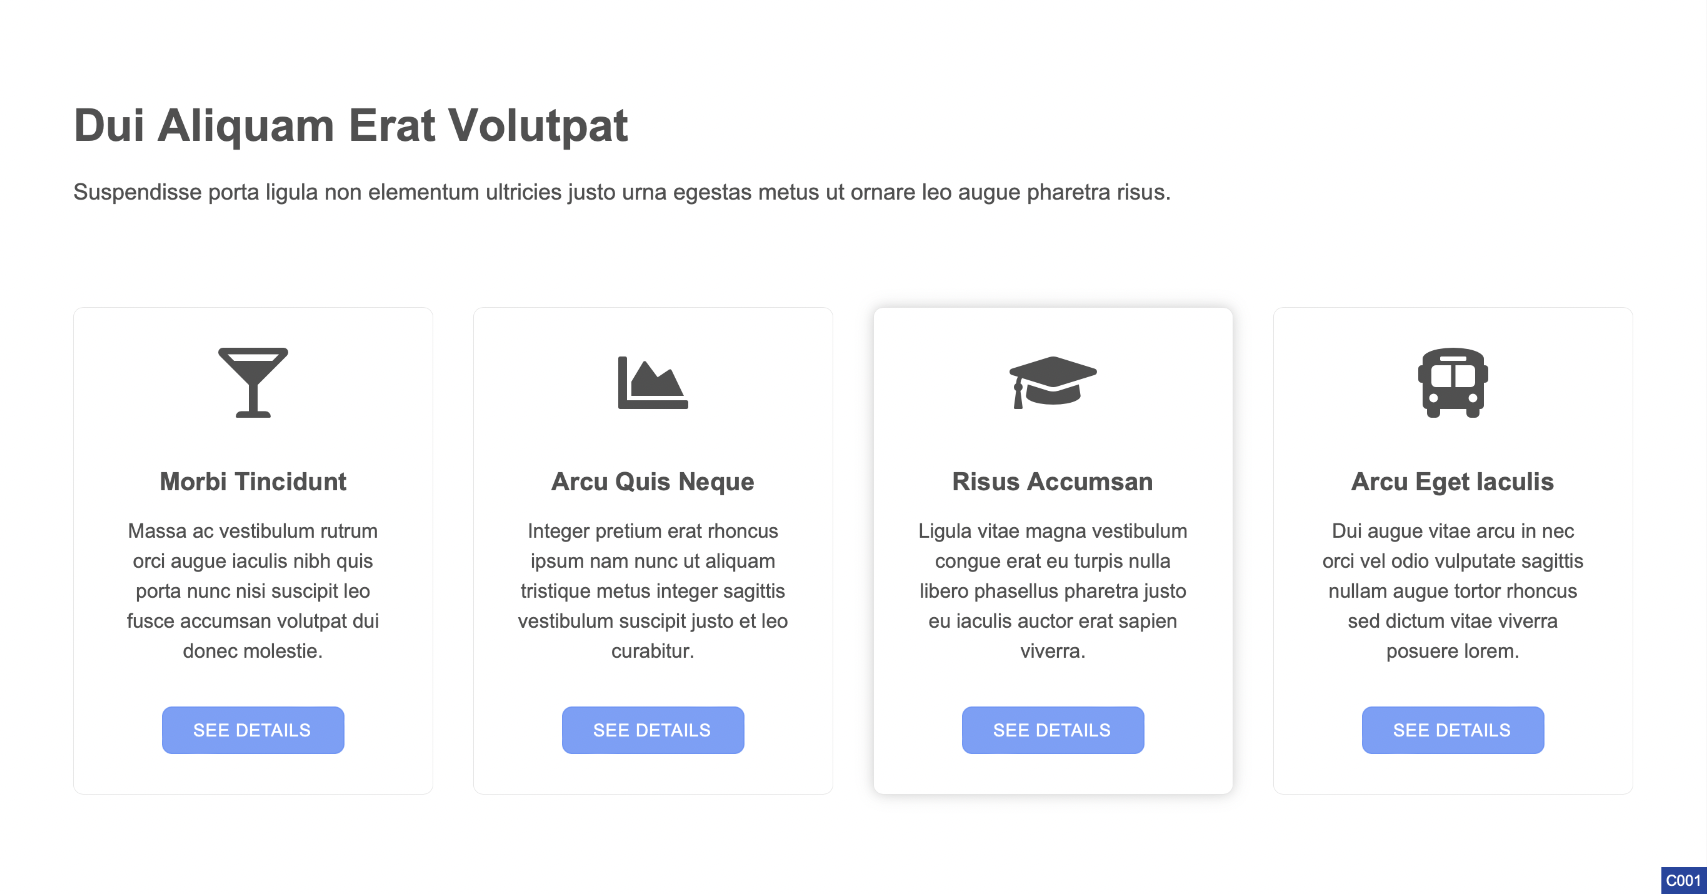 Dui Aliquam Erat Volutpat
Suspendisse porta ligula non elementum ultricies justo urna egestas metus ut ornare leo augue pharetra risus.
Morbi Tincidunt
Massa ac vestibulum rutrum
orci augue iaculis nibh quis
porta nunc nisi suscipit leo
fusce accumsan volutpat dui
donec molestie.
SEE DETAILS
Arcu Quis Neque
Integer pretium erat rhoncus
ipsum nam nunc ut aliquam
tristique metus integer sagittis
vestibulum suscipit justo et leo
curabitur.
SEE DETAILS
Risus Accumsan
Ligula vitae magna vestibulum
congue erat eu turpis nulla
libero phasellus pharetra justo
eu iaculis auctor erat sapien
viverra.
SEE DETAILS
Arcu Eget Iaculis
Dui augue vitae arcu in nec
orci vel odio vulputate sagittis
nullam augue tortor rhoncus
sed dictum vitae viverra
posuere lorem.
SEE DETAILS
C001